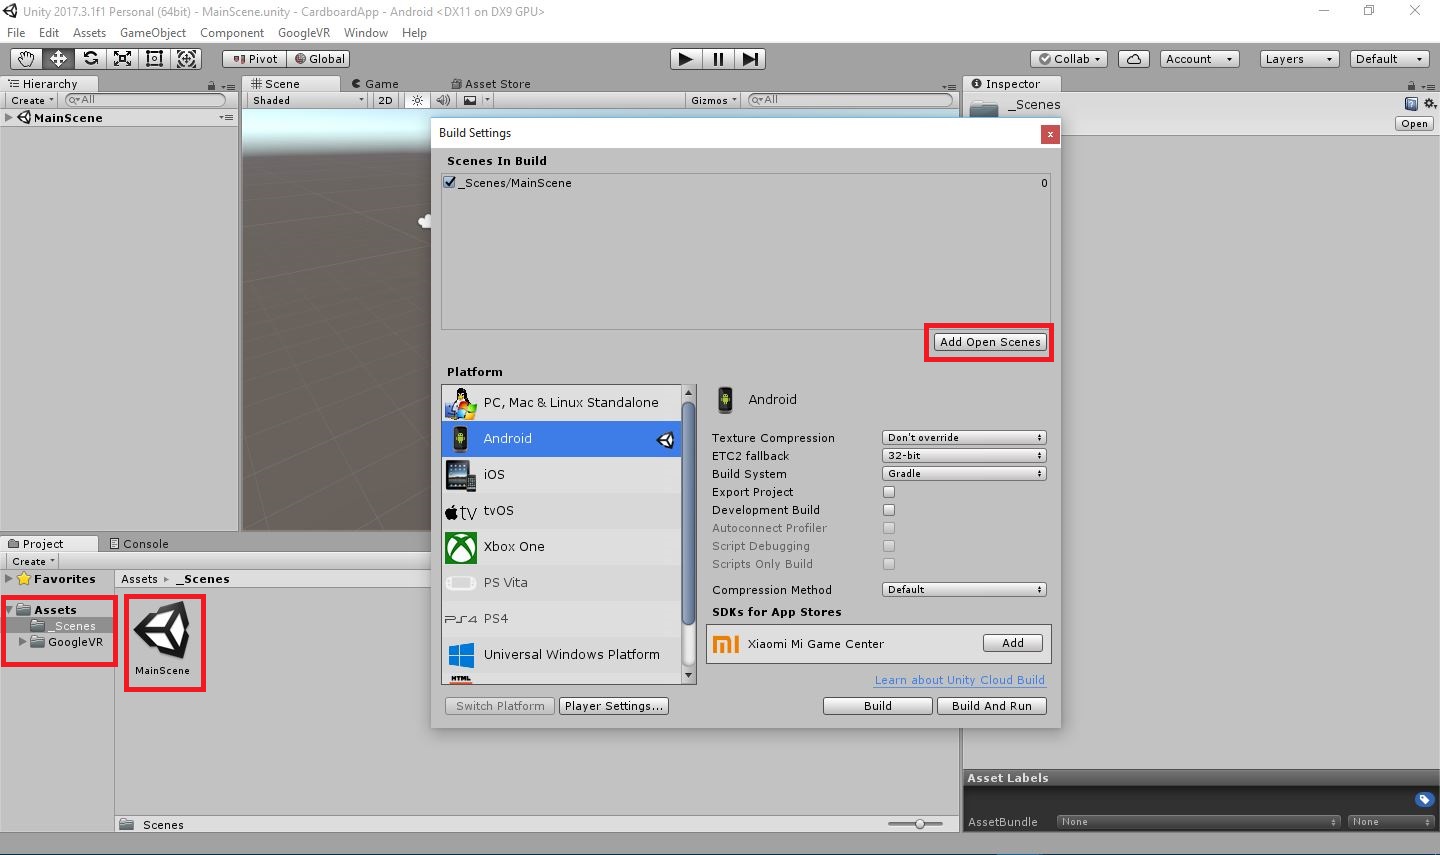 Unity 2017.3.1f1 Personal (64bit) - MainScene.unity - CardboardApp - Android <DX11 on DX9 GPU>
File Edit Assets GameObject Component GoogleVR Window Help
Pivot Global Collab Account Layers Default
Hierarchy
Create All
MainScene
Scene Game Asset Store
Shaded 2D Gizmos All
Inspector
_Scenes
Open
Build Settings
x
Scenes In Build
_Scenes/MainScene 0
Add Open Scenes
Platform
PC, Mac & Linux Standalone
Android
iOS
tv tvOS
Xbox One
PS Vita
PS4 PS4
Universal Windows Platform
HTML
Switch Platform Player Settings...
Android
Texture Compression Don't override
ETC2 fallback 32-bit
Build System Gradle
Export Project
Development Build
Autoconnect Profiler
Script Debugging
Scripts Only Build
Compression Method Default
SDKs for App Stores
mi Xiaomi Mi Game Center Add
Learn about Unity Cloud Build
Build Build And Run
Project Console
Create
Favorites
Assets
_Scenes
GoogleVR
Assets _Scenes
MainScene
Scenes
Asset Labels
AssetBundle None None